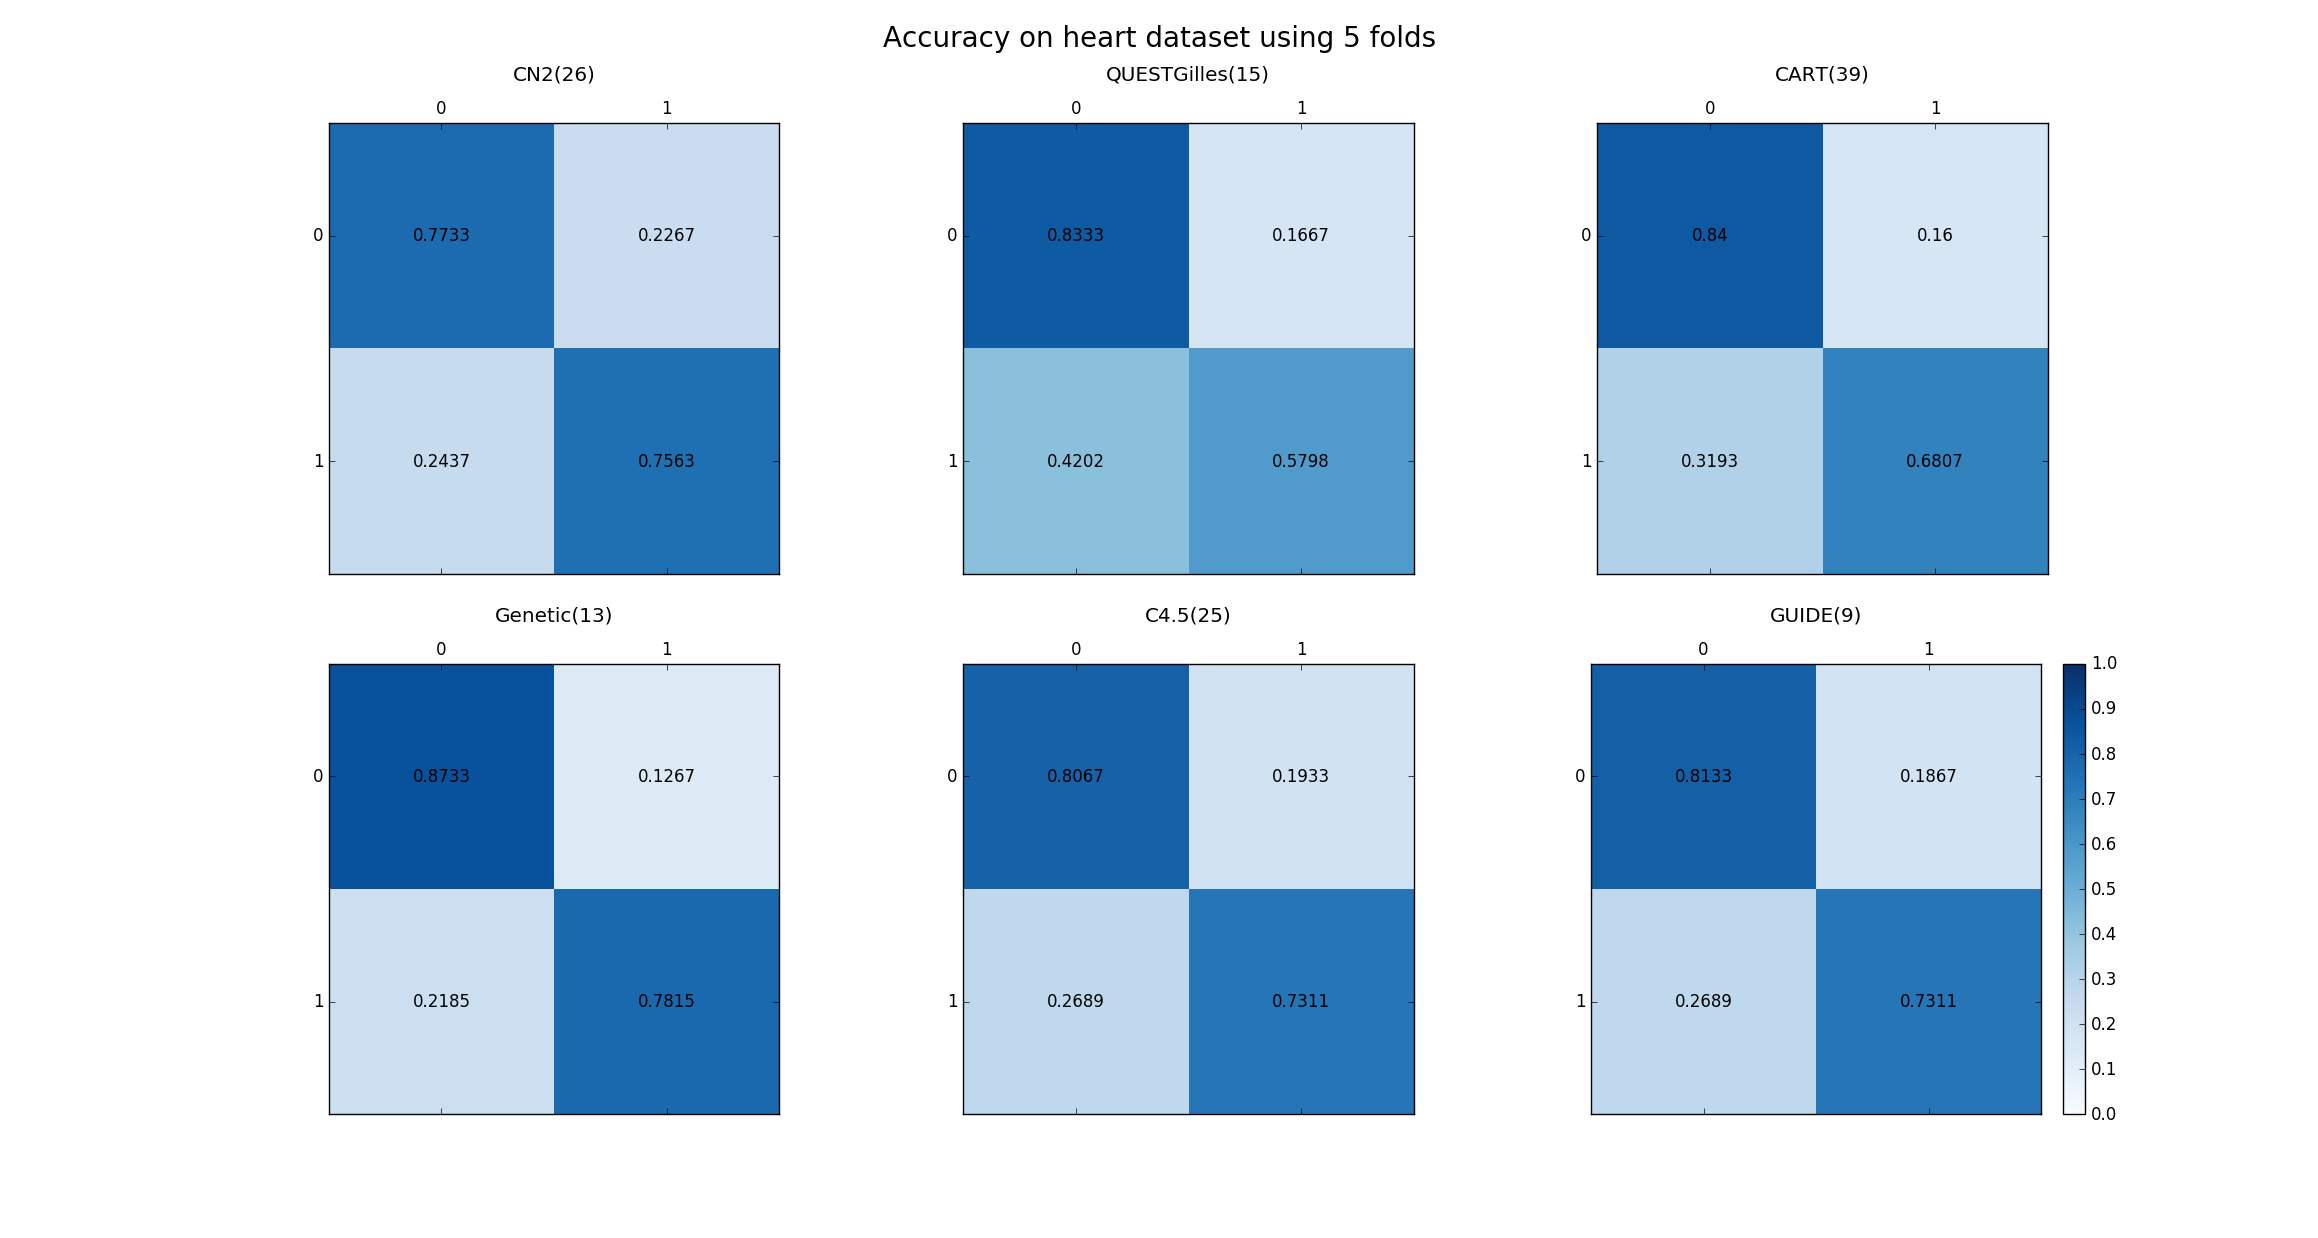 Accuracy on heart dataset using 5 folds
CN2(26)
0 1
0 0.7733 0.2267
1 0.2437 0.7563
QUESTGilles(15)
0 1
0 0.8333 0.1667
1 0.4202 0.5798
CART(39)
0 1
0 0.84 0.16
1 0.3193 0.6807
Genetic(13)
0 1
0 0.8733 0.1267
1 0.2185 0.7815
C4.5(25)
0 1
0 0.8067 0.1933
1 0.2689 0.7311
GUIDE(9)
0 1
0 0.8133 0.1867
1 0.2689 0.7311
1.0
0.9
0.8
0.7
0.6
0.5
0.4
0.3
0.2
0.1
0.0